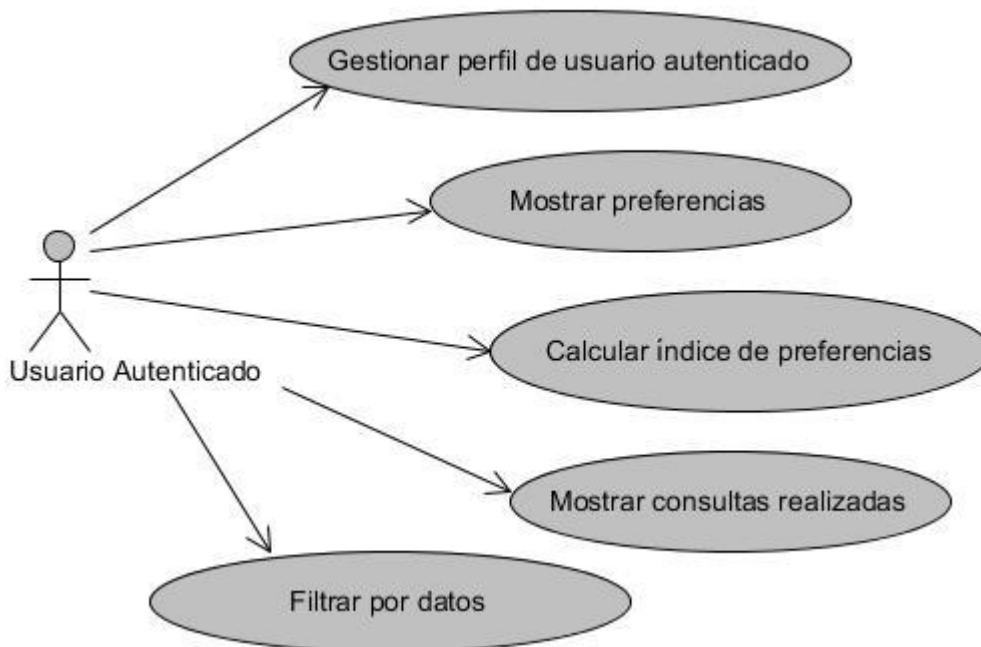 Gestionar perfil de usuario autenticado
Mostrar preferencias
Calcular índice de preferencias
Usuario Autenticado
Mostrar consultas realizadas
Filtrar por datos